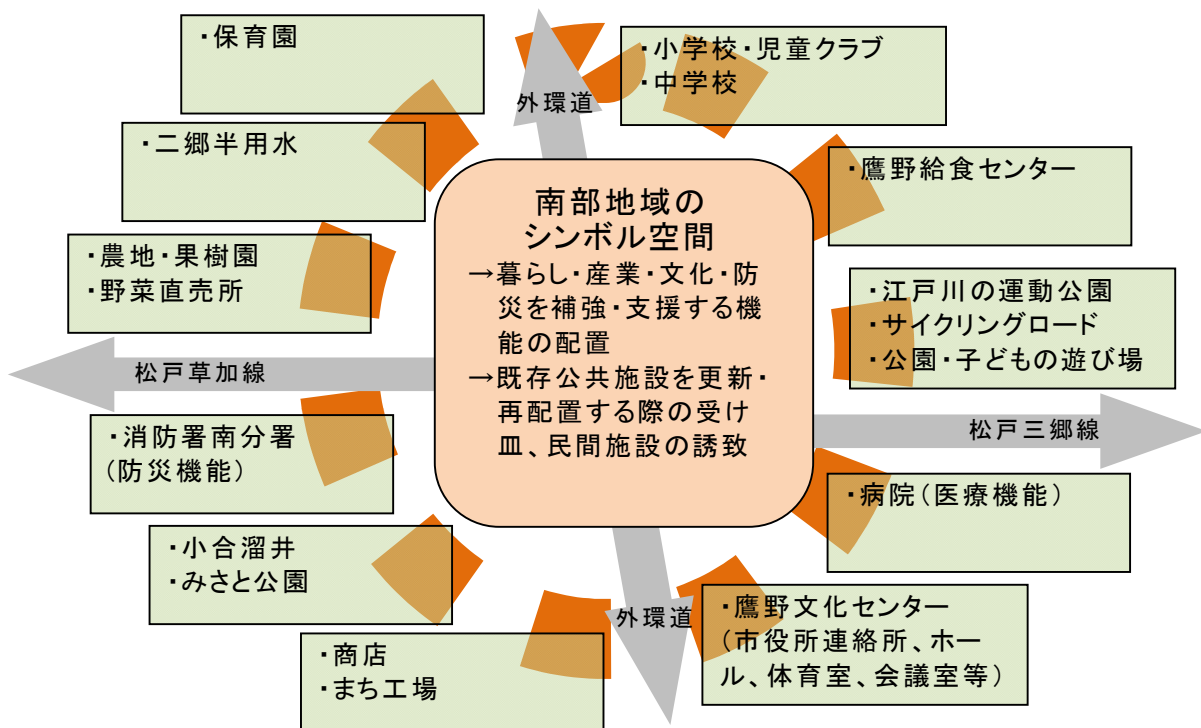 ・保育園
・小学校・児童クラブ
・中学校
外環道
・二郷半用水
・鷹野給食センター
南部地域の
シンボル空間
→暮らし・産業・文化・防
災を補強・支援する機
能の配置
→既存公共施設を更新・
再配置する際の受け
皿、民間施設の誘致
・農地・果樹園
・野菜直売所
・江戸川の運動公園
・サイクリングロード
・公園・子どもの遊び場
松戸草加線
松戸三郷線
・消防署南分署
(防災機能)
・病院(医療機能)
・小合溜井
・みさと公園
外環道
・鷹野文化センター
(市役所連絡所、ホー
ル、体育室、会議室等)
・商店
・まち工場